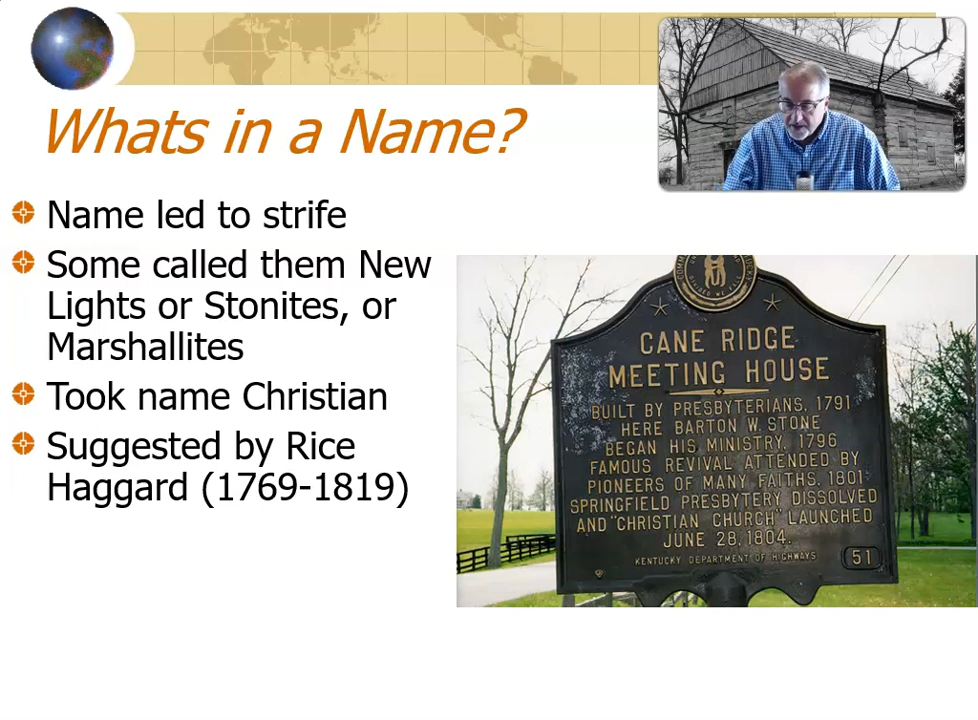 Whats in a Name?
Name led to strife
Some called them New
Lights or Stonites, or
Marshallites
Took name Christian
Suggested by Rice
Haggard (1769-1819)
CANE RIDGE
MEETING HOUSE
BUILT BY PRESBYTERIANS, 1791
HERE BARTON W. STONE
BEGAN HIS MINISTRY, 1796
FAMOUS REVIVAL ATTENDED BY
PIONEERS OF MANY FAITHS, 1801
SPRINGFIELD PRESBYTERY DISSOLVED
AND "CHRISTIAN CHURCH" LAUNCHED
JUNE 28, 1804.
KENTUCKY DEPARTMENT OF HIGHWAYS
51